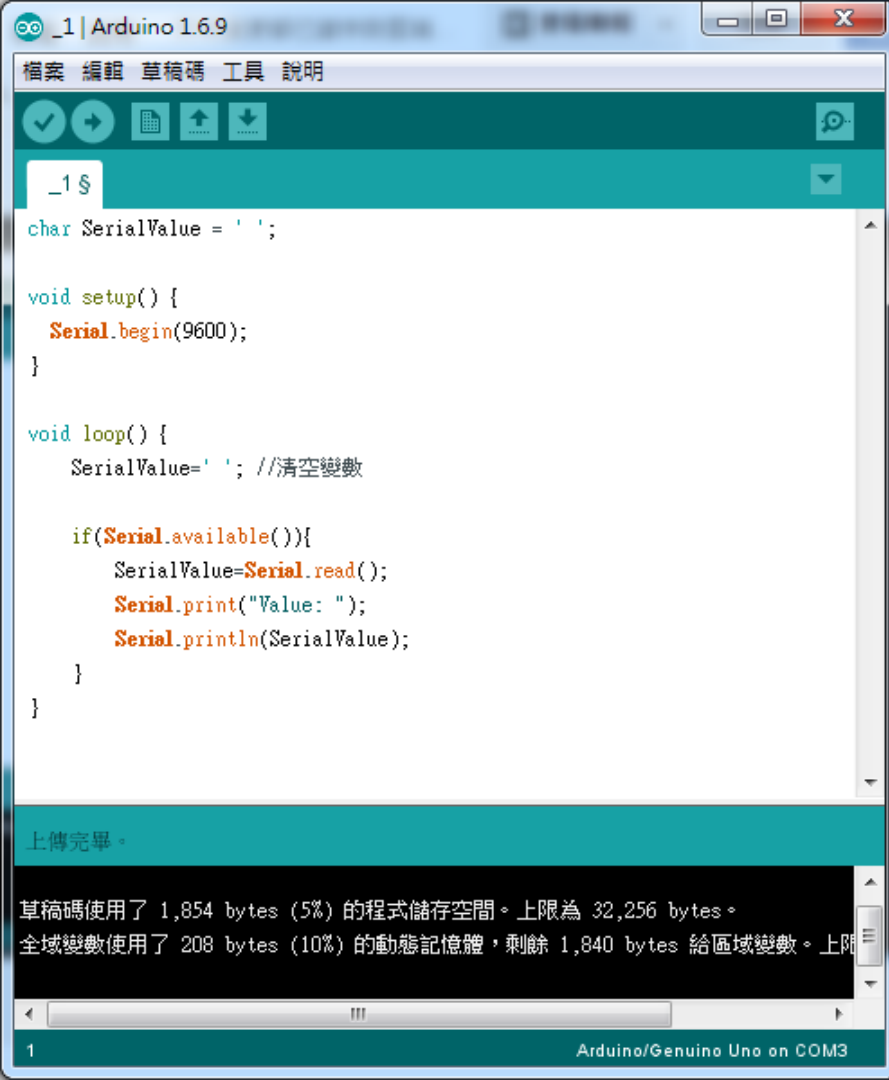 _1 | Arduino 1.6.9
檔案 編輯 草稿碼 工具 說明
_1 §
char SerialValue = ' ';
void setup() {
  Serial.begin(9600);
}
void loop() {
    SerialValue=' '; //清空變數
    if(Serial.available()){
        SerialValue=Serial.read();
        Serial.print("Value: ");
        Serial.println(SerialValue);
    }
}
上傳完畢。
草稿碼使用了 1,854 bytes (5%) 的程式儲存空間。上限為 32,256 bytes。
全域變數使用了 208 bytes (10%) 的動態記憶體，剩餘 1,840 bytes 給區域變數。上限
1
Arduino/Genuino Uno on COM3